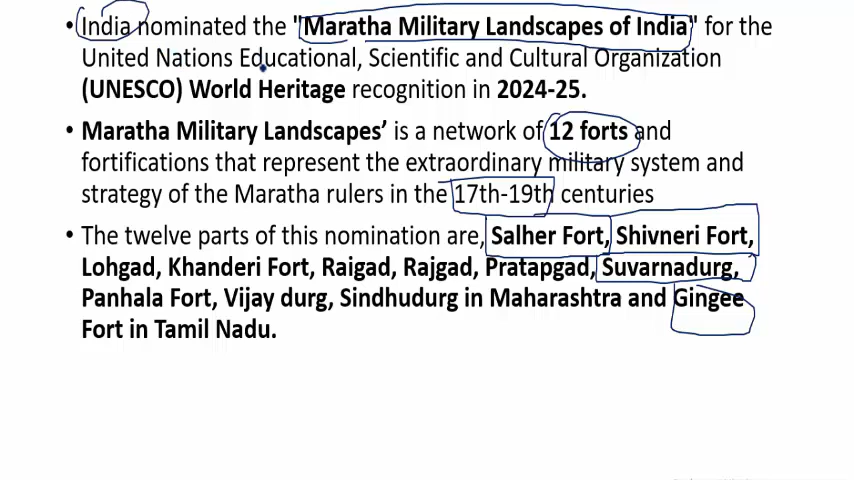 • India nominated the "Maratha Military Landscapes of India" for the
United Nations Educational, Scientific and Cultural Organization
(UNESCO) World Heritage recognition in 2024-25.
• Maratha Military Landscapes’ is a network of 12 forts and
fortifications that represent the extraordinary military system and
strategy of the Maratha rulers in the 17th-19th centuries
• The twelve parts of this nomination are, Salher Fort, Shivneri Fort,
Lohgad, Khanderi Fort, Raigad, Rajgad, Pratapgad, Suvarnadurg,
Panhala Fort, Vijay durg, Sindhudurg in Maharashtra and Gingee
Fort in Tamil Nadu.